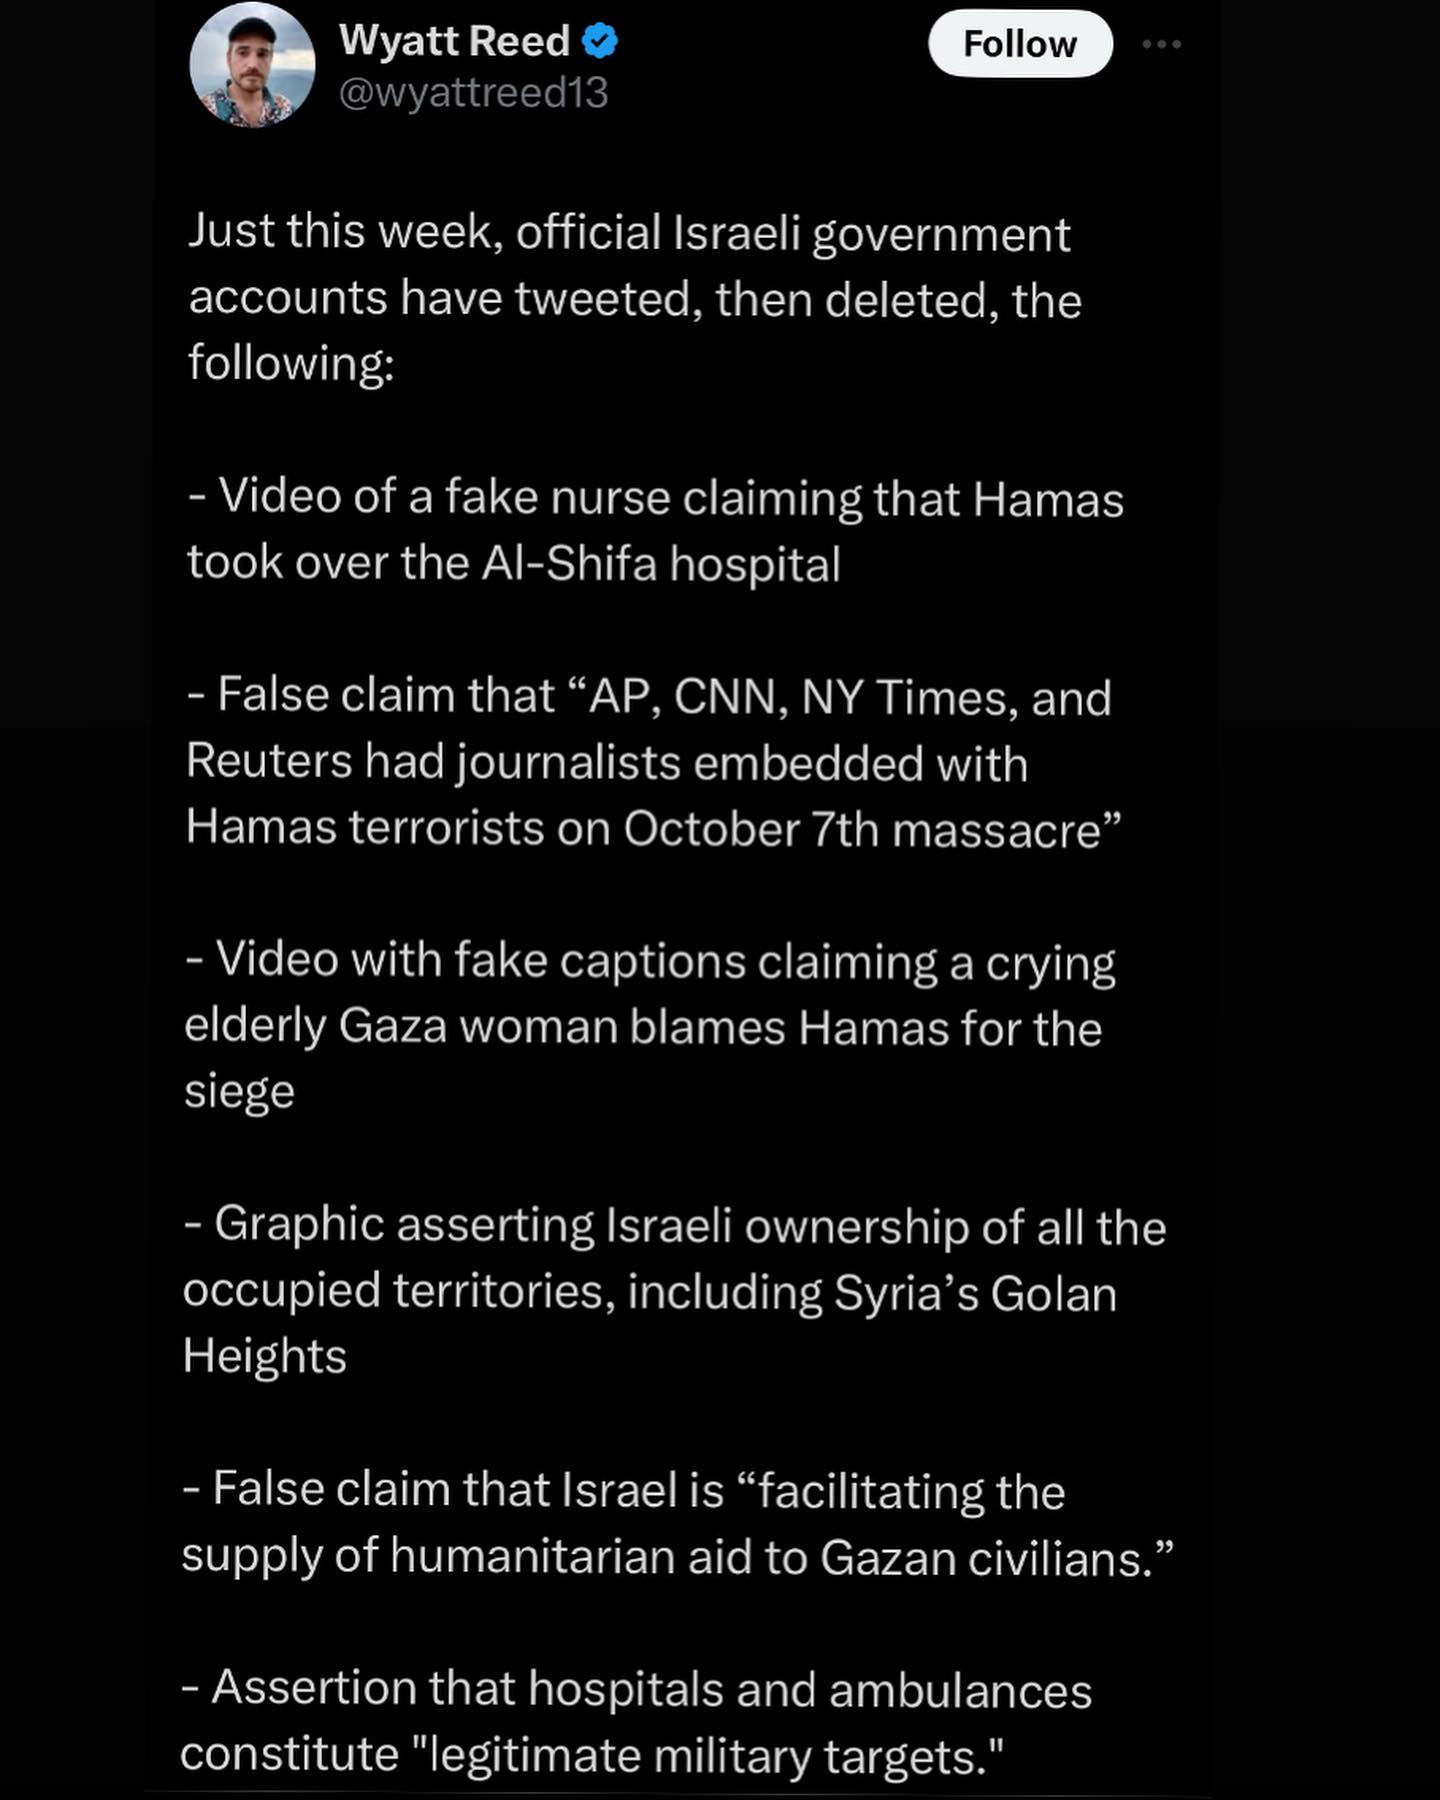 Wyatt Reed
Follow
@wyattreed13
Just this week, official Israeli government
accounts have tweeted, then deleted, the
following:
- Video of a fake nurse claiming that Hamas
took over the Al-Shifa hospital
- False claim that “AP, CNN, NY Times, and
Reuters had journalists embedded with
Hamas terrorists on October 7th massacre”
- Video with fake captions claiming a crying
elderly Gaza woman blames Hamas for the
siege
- Graphic asserting Israeli ownership of all the
occupied territories, including Syria’s Golan
Heights
- False claim that Israel is “facilitating the
supply of humanitarian aid to Gazan civilians.”
- Assertion that hospitals and ambulances
constitute "legitimate military targets."